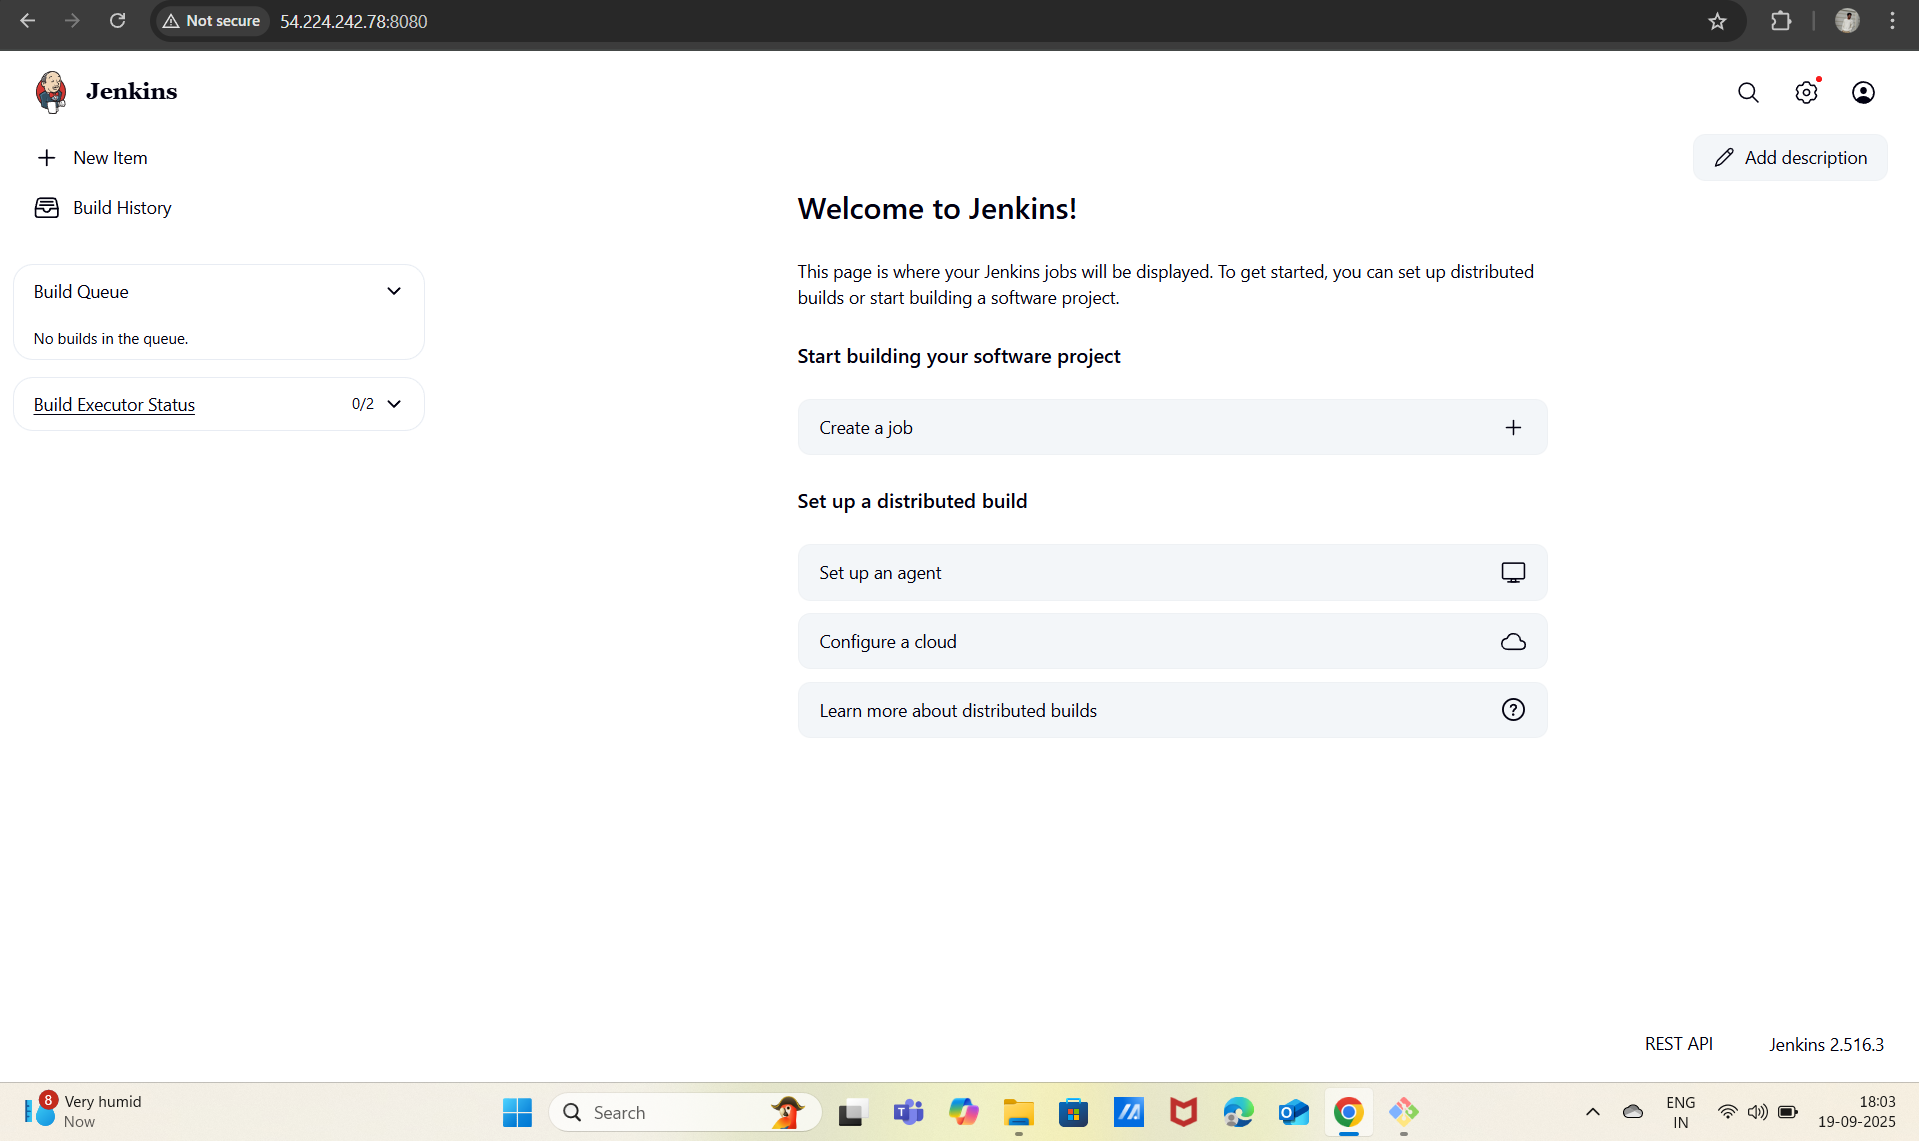 Not secure
54.224.242.78:8080
Jenkins
New Item
Add description
Build History
Build Queue
No builds in the queue.
Build Executor Status
0/2
Welcome to Jenkins!
This page is where your Jenkins jobs will be displayed. To get started, you can set up distributed
builds or start building a software project.
Start building your software project
Create a job
Set up a distributed build
Set up an agent
Configure a cloud
Learn more about distributed builds
REST API
Jenkins 2.516.3
8
Very humid
Now
Search
ENG
IN
18:03
19-09-2025